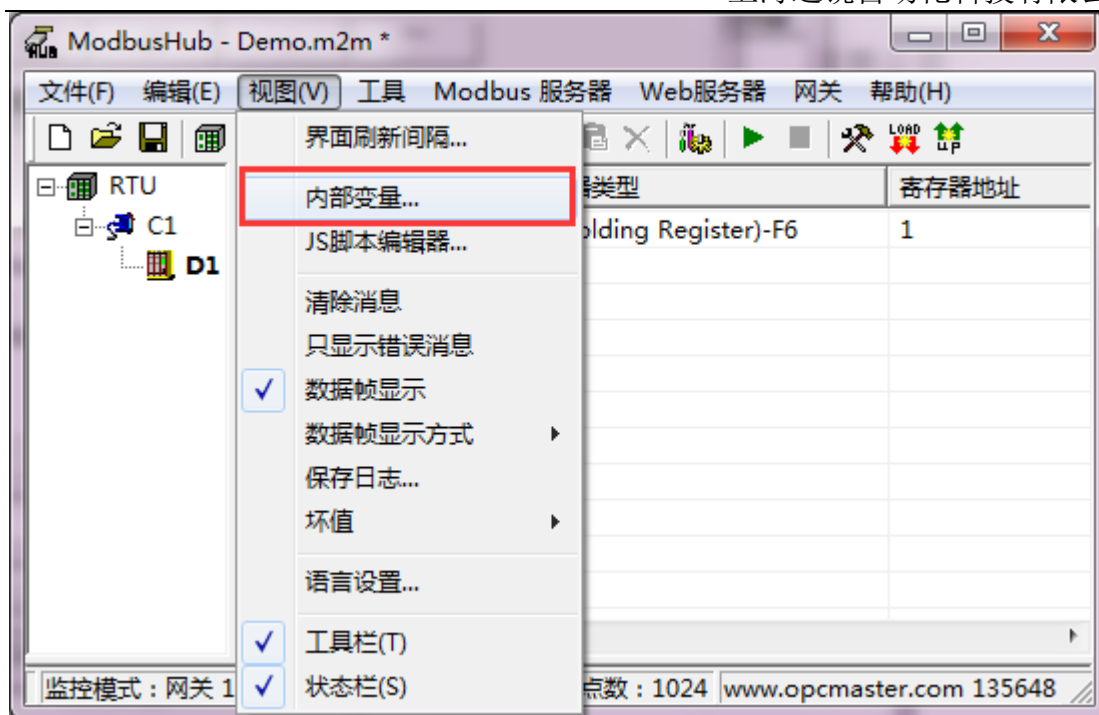 ModbusHub - Demo.m2m *
文件(F) 编辑(E) 视图(V) 工具 Modbus 服务器 Web服务器 网关 帮助(H)
LOAD UP
界面刷新间隔...
内部变量...
JS脚本编辑器...
清除消息
只显示错误消息
数据帧显示
数据帧显示方式
保存日志...
坏值
语言设置...
工具栏(T)
状态栏(S)
RTU
C1
D1
器类型 寄存器地址
olding Register)-F6 1
监控模式：网关 1 点数：1024 www.opcmaster.com 135648